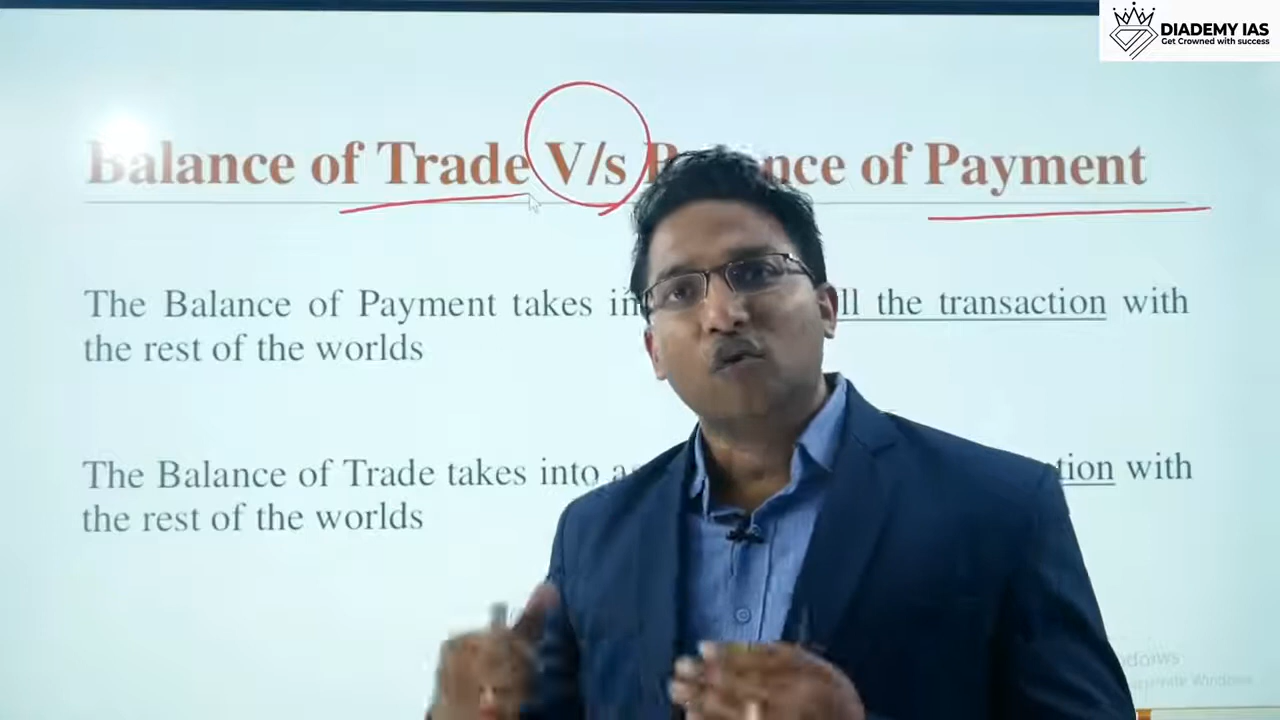 DIADEMY IAS
Get Crowned with success
Balance of Trade V/s of Payment
The Balance of Payment takes the transaction with
the rest of the worlds
The Balance of Trade takes into with
the rest of the worlds